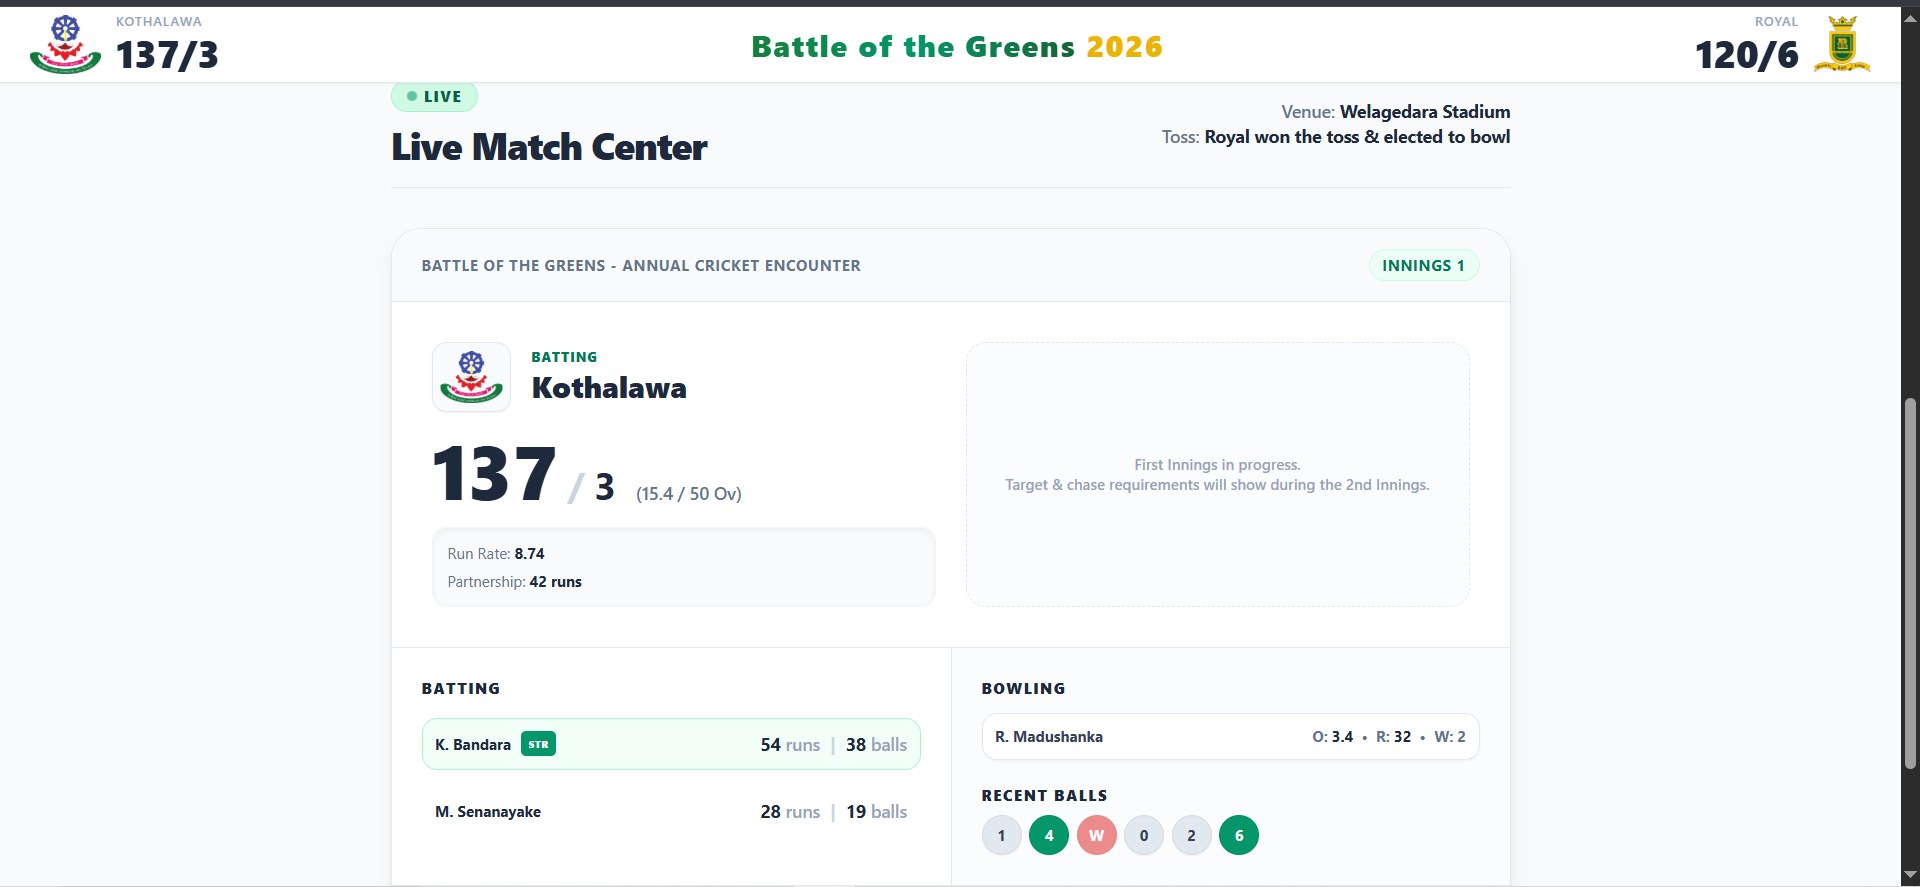 KOTHALAWA
137/3
Battle of the Greens 2026
ROYAL
120/6
LIVE
Live Match Center
Venue: Welagedara Stadium
Toss: Royal won the toss & elected to bowl
BATTLE OF THE GREENS - ANNUAL CRICKET ENCOUNTER
INNINGS 1
BATTING
Kothalawa
137 / 3 (15.4 / 50 Ov)
Run Rate: 8.74
Partnership: 42 runs
First Innings in progress.
Target & chase requirements will show during the 2nd Innings.
BATTING
K. Bandara STR 54 runs | 38 balls
M. Senanayake 28 runs | 19 balls
BOWLING
R. Madushanka O: 3.4 • R: 32 • W: 2
RECENT BALLS
1 4 W 0 2 6